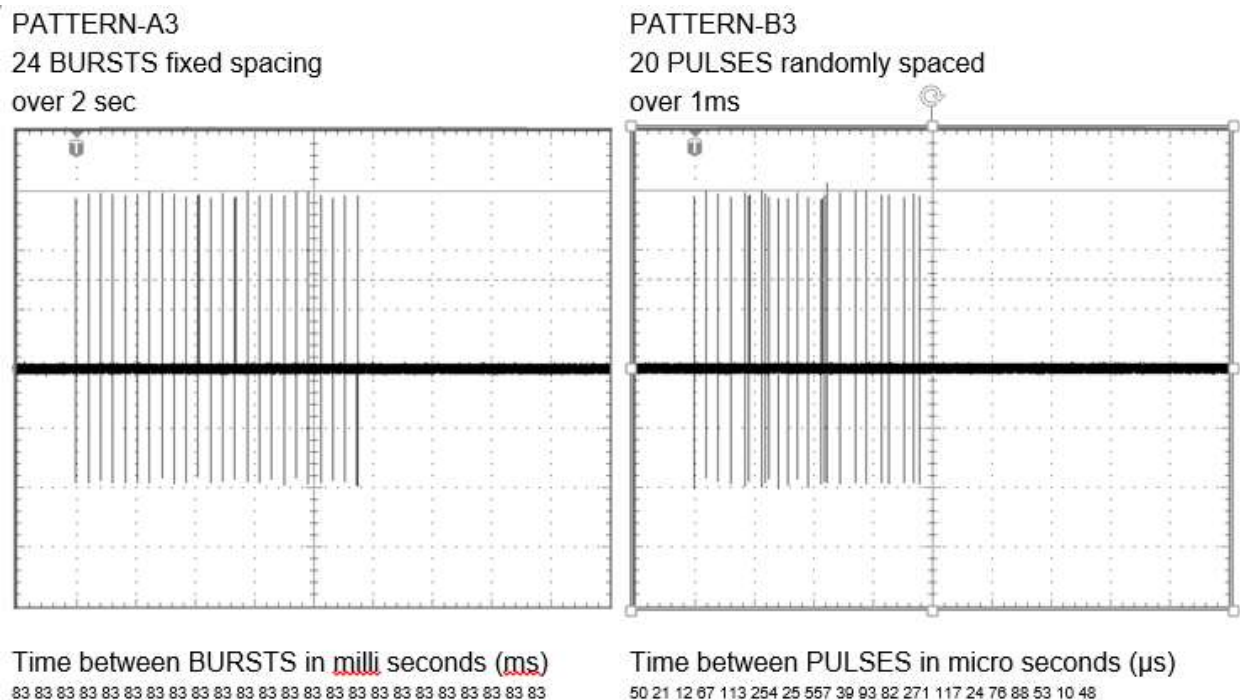 PATTERN-A3
24 BURSTS fixed spacing
over 2 sec
PATTERN-B3
20 PULSES randomly spaced
over 1ms
T
T
Time between BURSTS in milli seconds (ms)
83 83 83 83 83 83 83 83 83 83 83 83 83 83 83 83 83 83 83 83 83 83 83 83
Time between PULSES in micro seconds (µs)
50 21 12 67 113 254 25 557 39 93 82 271 117 24 76 88 53 10 48